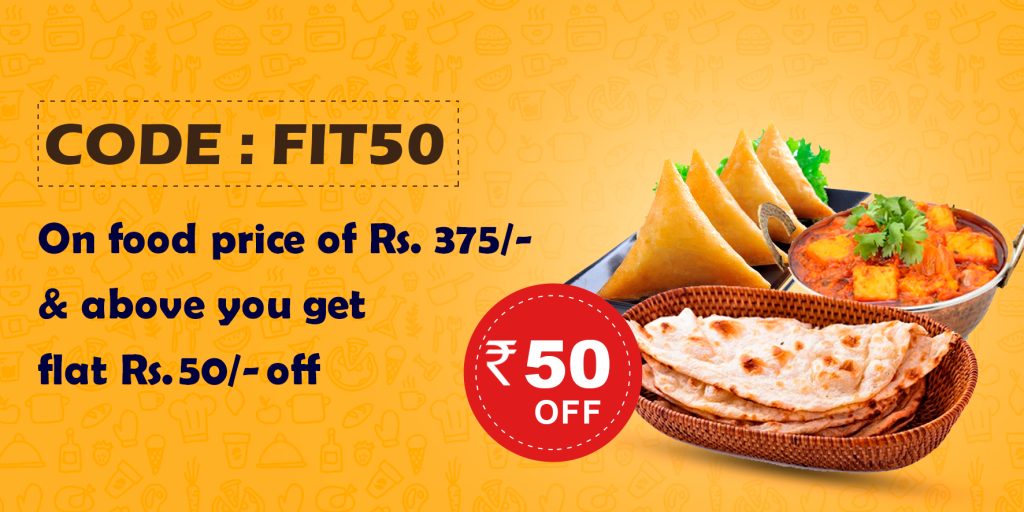 CODE : FIT50
On food price of Rs. 375/-
& above you get
flat Rs. 50/- off
₹50
OFF